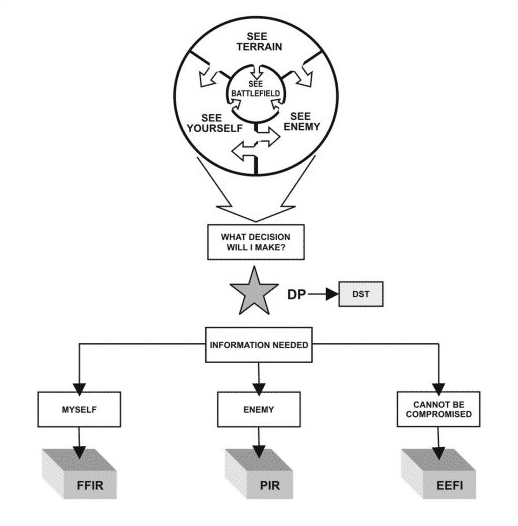 SEE
TERRAIN
SEE
BATTLEFIELD
SEE
YOURSELF
SEE
ENEMY
WHAT DECISION
WILL I MAKE?
DP
DST
INFORMATION NEEDED
MYSELF
ENEMY
CANNOT BE
COMPROMISED
FFIR
PIR
EEFI